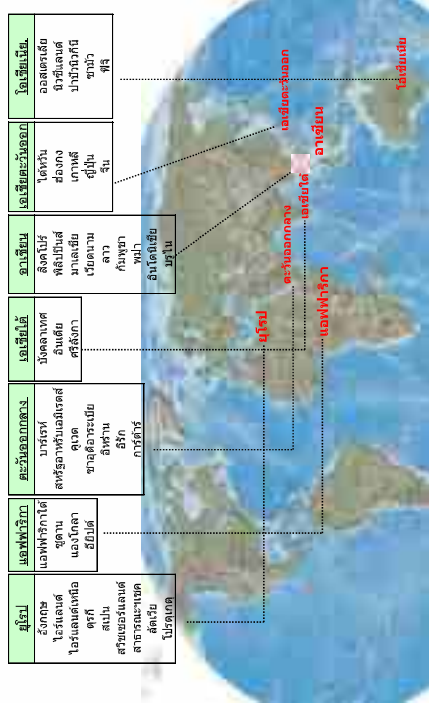 ยุโรป
อังกฤษ
ไอร์แลนด์
ไอร์แลนด์เหนือ
ตุรกี
สเปน
สวิชเซอร์แลนด์
สาธารณะฯเชค
ลัตเวีย
โปรตุเกต
แอฟฟาริกา
แอฟฟาริกาใต้
ซูดาน
แองโกลา
อียิปต์
ตะวันออกกลาง
บาร์เรห์
สหรัฐอาหรับเอมิเรตส์
คูเวต
ซาอุดิอาระเบีย
อิหร่าน
อิรัก
การ์ต้าร์
เอเชียใต้
บังคลาเทศ
อินเดีย
ศรีลังกา
อาเซียน
สิงคโปร์
ฟิลิปปินส์
มาเลเซีย
เวียดนาม
ลาว
กัมพูชา
พม่า
อินโดนิเซีย
บรูไน
เอเชียตะวันออก
ไต้หวัน
ฮ่องกง
เกาหลี
ญี่ปุ่น
จีน
โอเชียเนีย
ออสเตรเลีย
นิวซีแลนด์
ปาปัวนิวกีนี
ซามัว
ฟิจิ
ยุโรป
แอฟฟาริกา
ตะวันออกกลาง
เอเชียใต้
อาเซียน
เอเชียตะวันออก
โอเชียเนีย